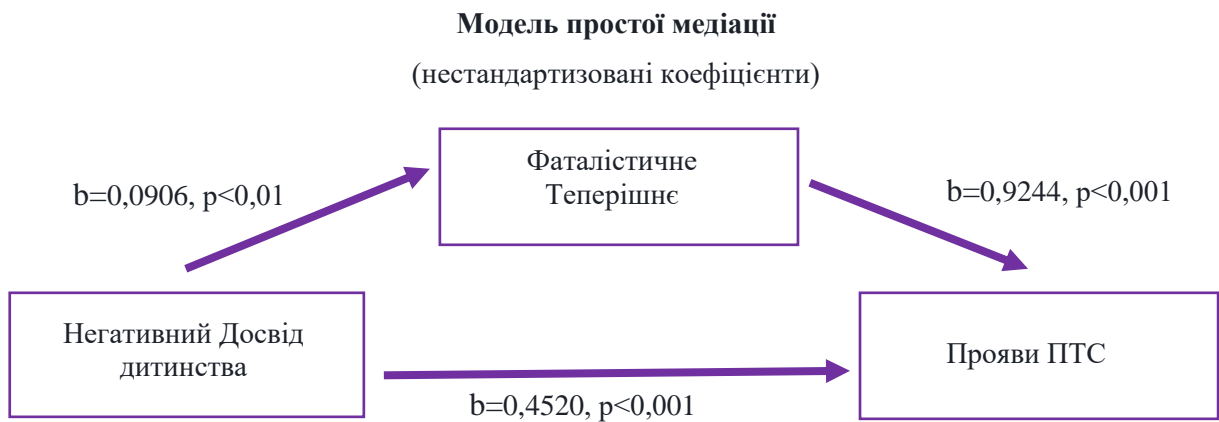 Модель простої медіації
(нестандартизовані коефіцієнти)
Фаталістичне
Теперішнє
b=0,0906, p<0,01
b=0,9244, p<0,001
Негативний Досвід
дитинства
Прояви ПТС
b=0,4520, p<0,001